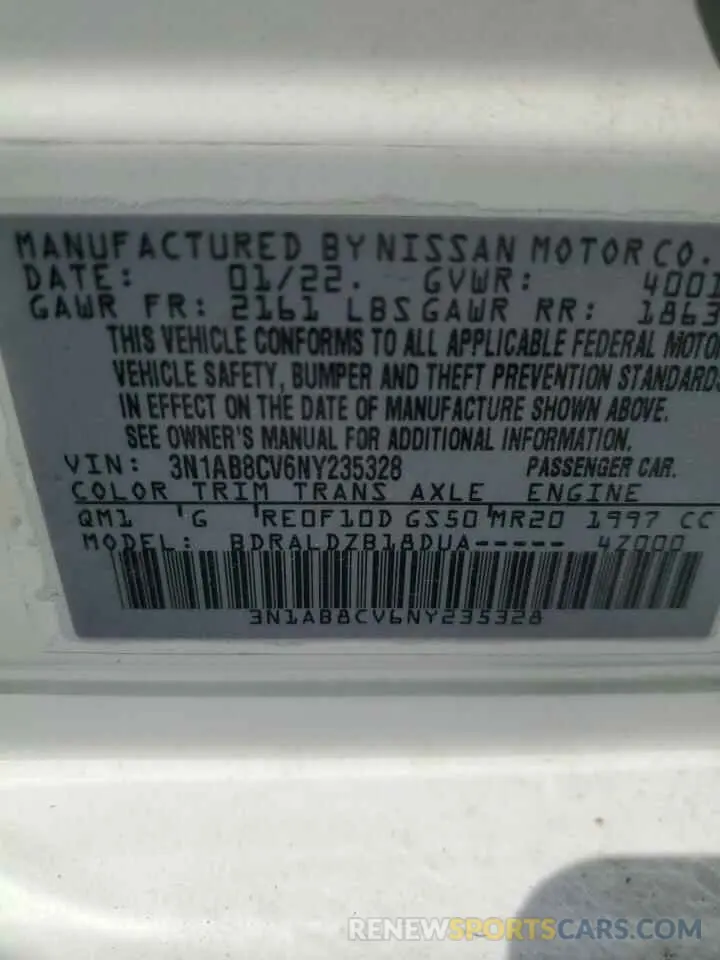 MANUFACTURED BY NISSAN MOTOR CO.
DATE: 01/22. GVWR: 4001
GAWR FR: 2161 LBS GAWR RR: 1863
THIS VEHICLE CONFORMS TO ALL APPLICABLE FEDERAL MOTO
VEHICLE SAFETY, BUMPER AND THEFT PREVENTION STANDARD
IN EFFECT ON THE DATE OF MANUFACTURE SHOWN ABOVE.
SEE OWNER'S MANUAL FOR ADDITIONAL INFORMATION.
VIN: 3N1AB8CV6NY235328 PASSENGER CAR.
COLOR TRIM TRANS AXLE ENGINE
QM1 'G 'RE0F10D GS50 'MR20 1997 CC
MODEL: BDRALDZB18DUA----- 4Z000
3N1AB8CV6NY235328
RENEWSPORTSCARS.COM